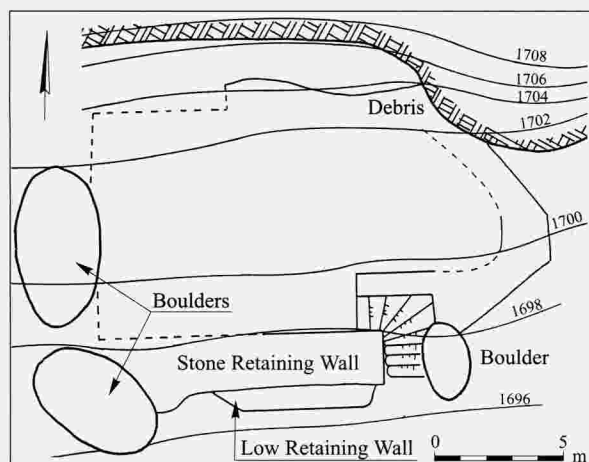 1708
1706
1704
Debris
1702
1700
Boulders
1698
Stone Retaining Wall
Boulder
1696
Low Retaining Wall
0 5
m